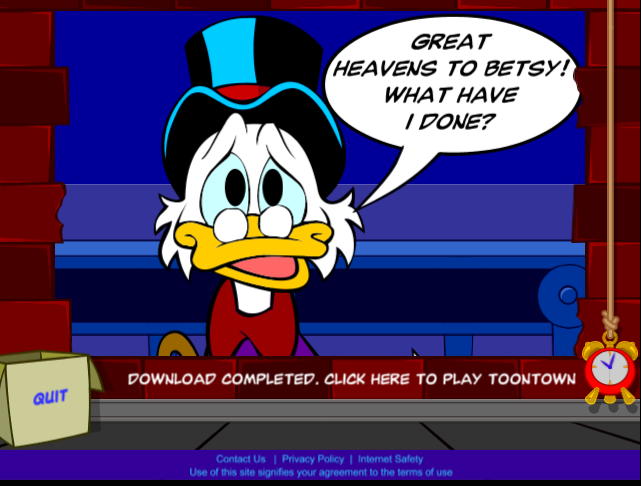 GREAT
HEAVENS TO BETSY!
WHAT HAVE
I DONE?
QUIT
DOWNLOAD COMPLETED. CLICK HERE TO PLAY TOONTOWN
Contact Us | Privacy Policy | Internet Safety
Use of this site signifies your agreement to the terms of use